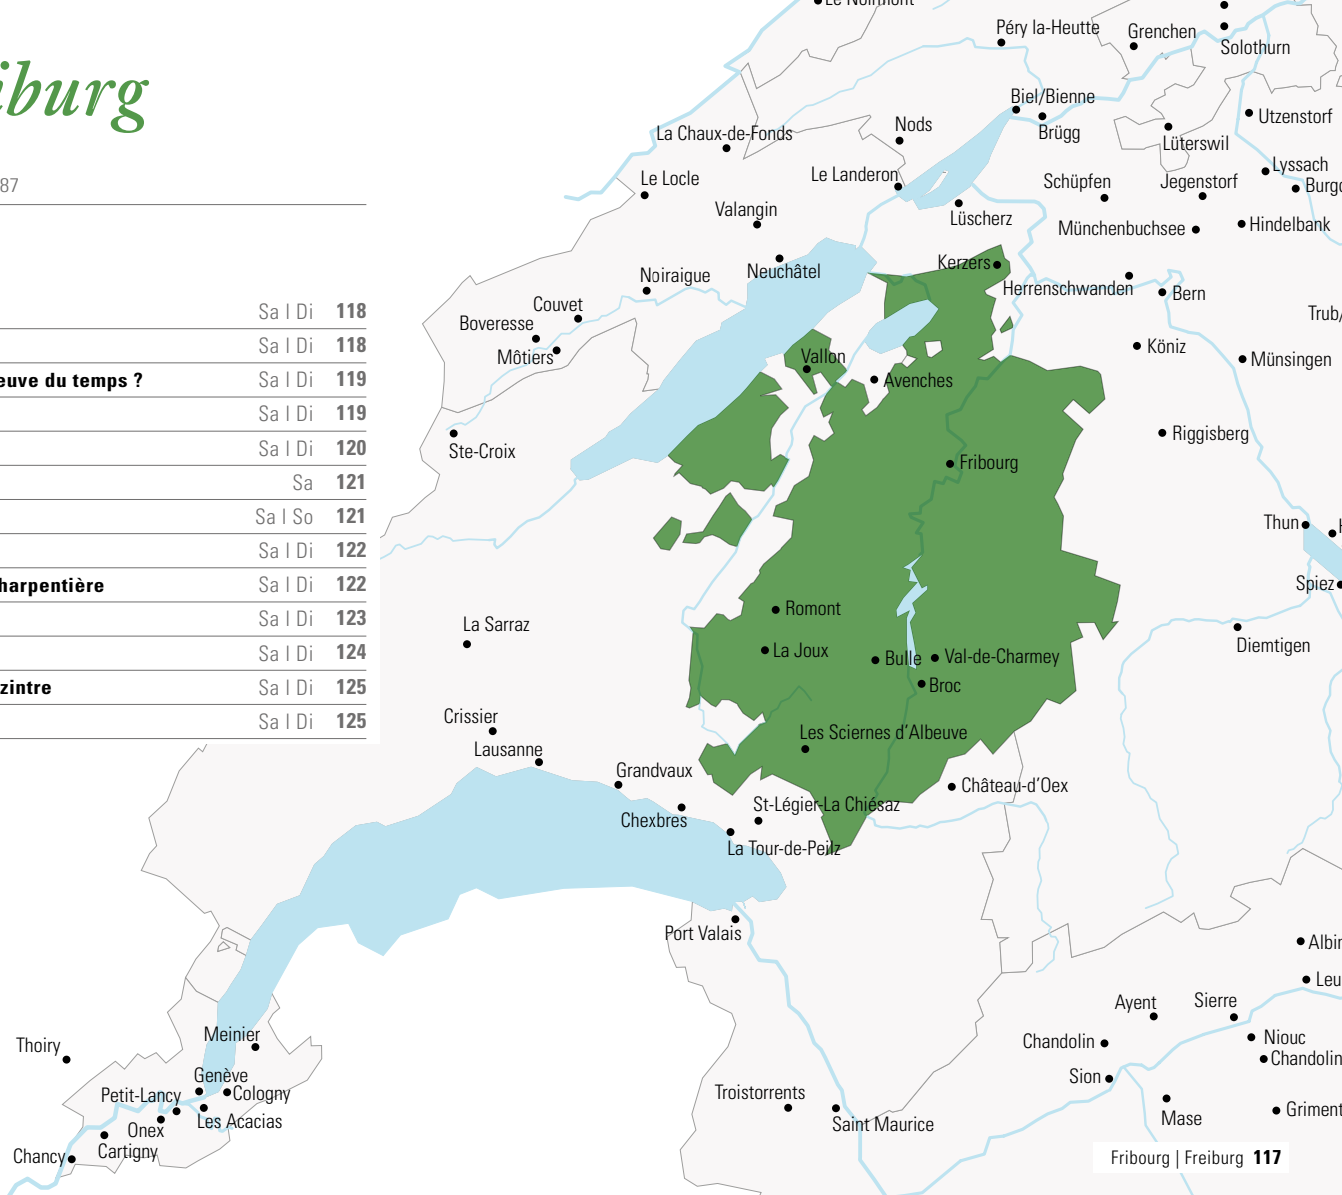 iburg
87
Sa | Di 118
Sa | Di 118
euve du temps ? Sa | Di 119
Sa | Di 119
Sa | Di 120
Sa 121
Sa | So 121
Sa | Di 122
harpentière Sa | Di 122
Sa | Di 123
Sa | Di 124
zintre Sa | Di 125
Sa | Di 125
Le Noirmont
Péry la-Heutte
Grenchen
Solothurn
Biel/Bienne
Brügg
Utzenstorf
La Chaux-de-Fonds
Nods
Lüterswil
Le Landeron
Lyssach
Le Locle
Schüpfen
Jegenstorf
Burgd
Valangin
Lüscherz
Münchenbuchsee
Hindelbank
Neuchâtel
Kerzers
Noiraigue
Herrenschwanden
Bern
Couvet
Trub/
Boveresse
Môtiers
Vallon
Köniz
Münsingen
Avenches
Ste-Croix
Riggisberg
Fribourg
Thun
H
Spiez
Romont
La Sarraz
Diemtigen
La Joux
Bulle
Val-de-Charmey
Broc
Crissier
Les Sciernes d'Albeuve
Lausanne
Grandvaux
Château-d'Oex
St-Légier-La Chiésaz
Chexbres
La Tour-de-Peilz
Port Valais
Albin
Leu
Ayent
Sierre
Meinier
Thoiry
Chandolin
Niouc
Chandolin
Genève
Sion
Petit-Lancy
Cologny
Troistorrents
Les Acacias
Mase
Griment
Onex
Saint Maurice
Cartigny
Chancy
Fribourg | Freiburg 117